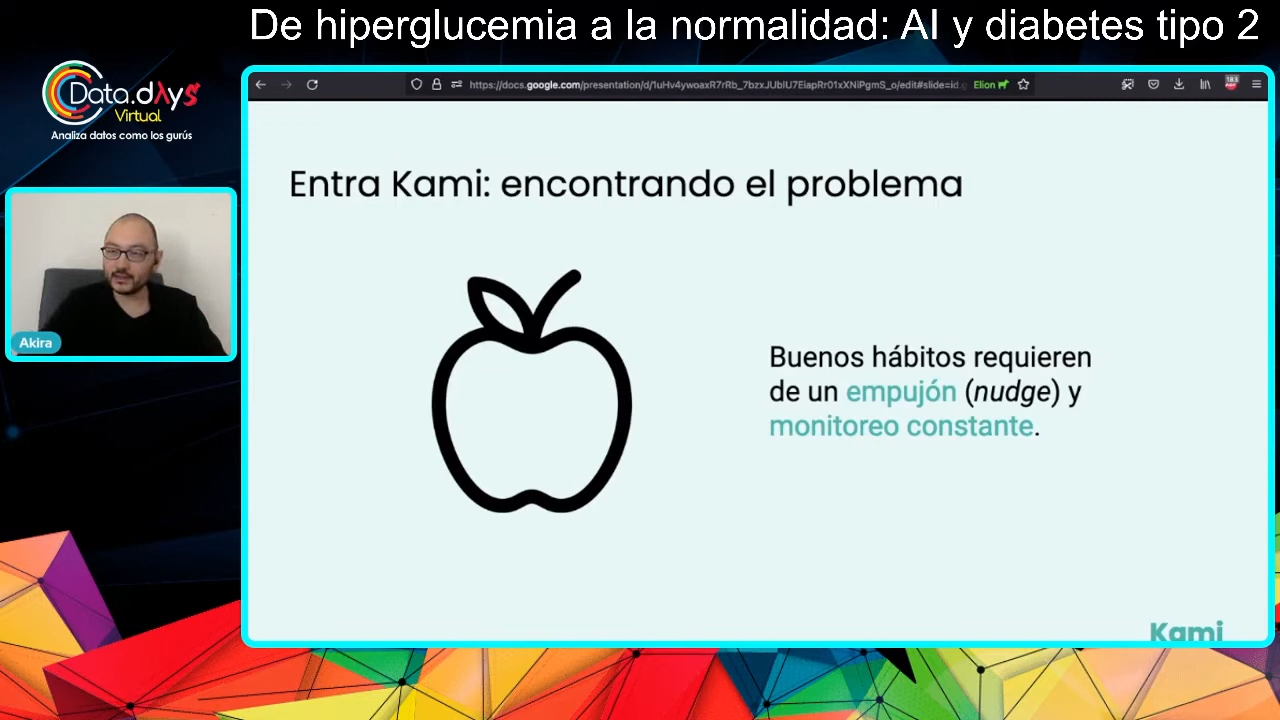 De hiperglucemia a la normalidad: AI y diabetes tipo 2
Data.dAys
Virtual
Analiza datos como los gurús
Elion
Entra Kami: encontrando el problema
Buenos hábitos requieren
de un empujón (nudge) y
monitoreo constante.
Akira
Kami